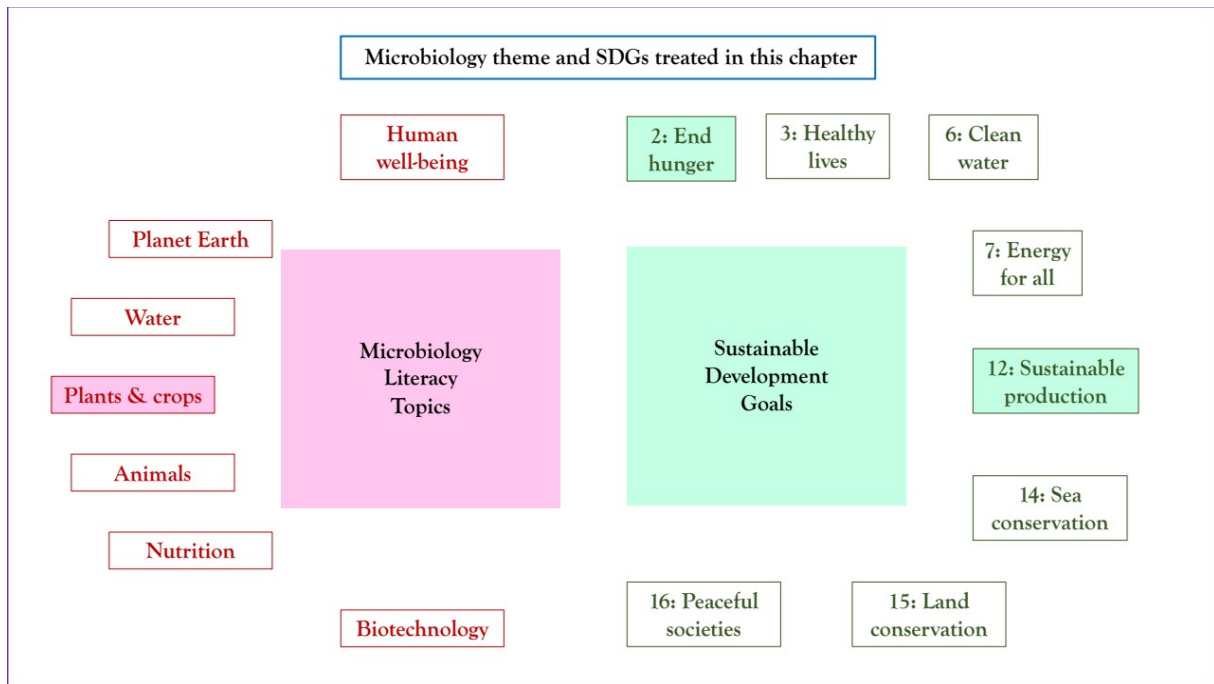 Microbiology theme and SDGs treated in this chapter
Human
well-being
Planet Earth
Water
Plants & crops
Animals
Nutrition
Biotechnology
Microbiology
Literacy
Topics
Sustainable
Development
Goals
2: End
hunger
3: Healthy
lives
6: Clean
water
7: Energy
for all
12: Sustainable
production
14: Sea
conservation
15: Land
conservation
16: Peaceful
societies